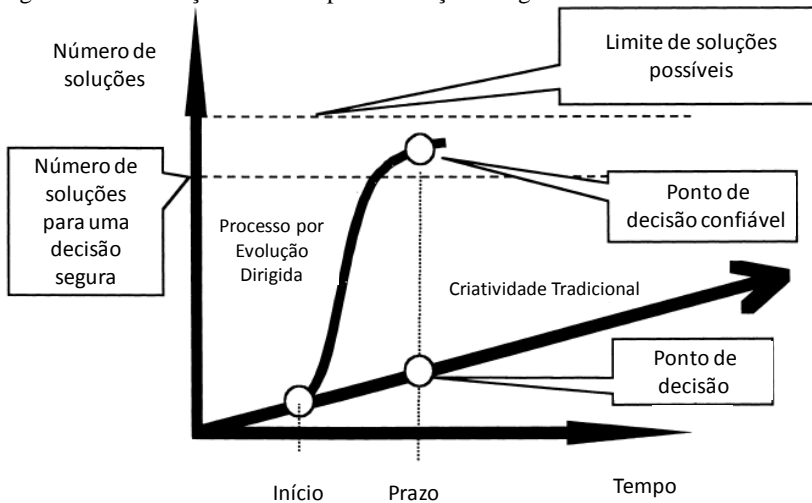 Número de
soluções
Limite de soluções
possíveis
Número de
soluções
para uma
decisão
segura
Processo por
Evolução
Dirigida
Ponto de
decisão confiável
Criatividade Tradicional
Ponto de
decisão
Início
Prazo
Tempo